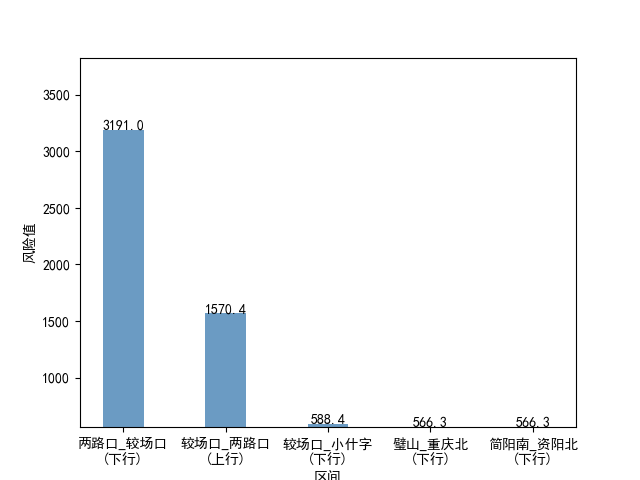 3500
3000
2500
2000
1500
1000
风险值
3191.0
1570.4
588.4
566.3
566.3
两路口_较场口
(下行)
较场口_两路口
(上行)
较场口_小什字
(下行)
璧山_重庆北
(下行)
简阳南_资阳北
(下行)
区间